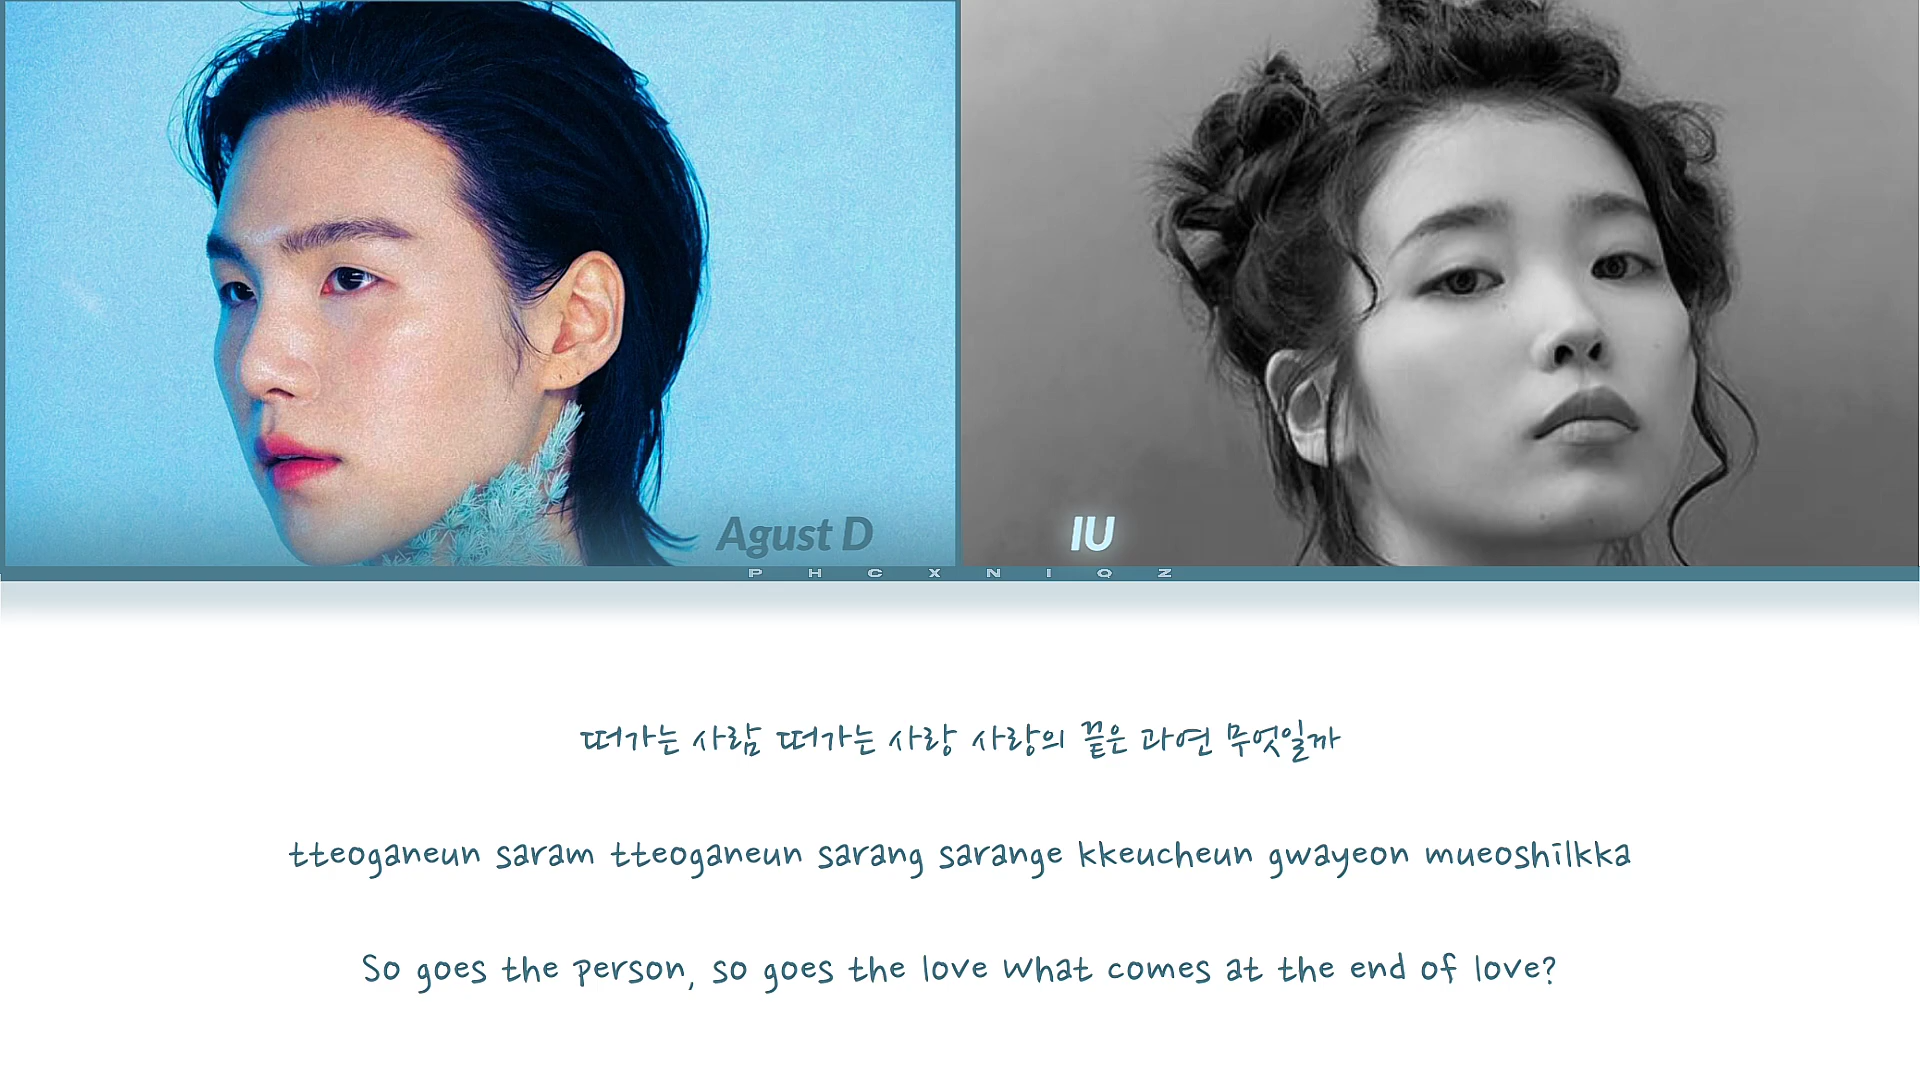 Agust D
IU
PHCXNIQZ
떠가는 사람 떠가는 사랑 사랑의 끝은 과연 무엇일까
tteoganeun saram tteoganeun sarang sarange kkeucheun gwayeon mueoshilkka
So goes the person, so goes the love what comes at the end of love?